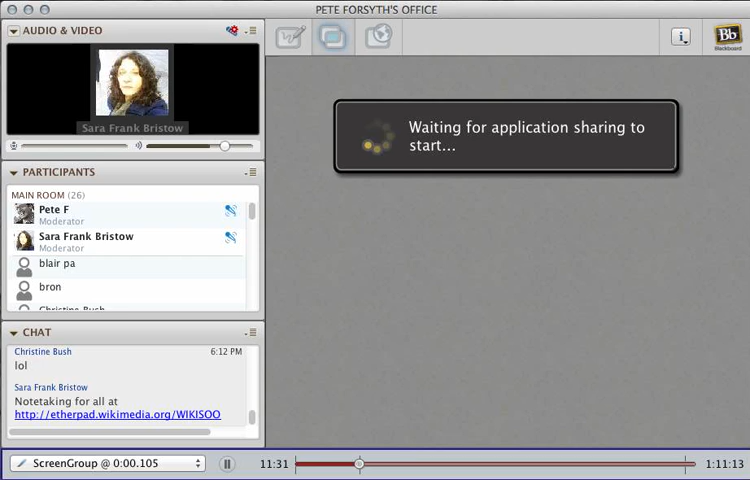 PETE FORSYTH'S OFFICE
AUDIO & VIDEO
Sara Frank Bristow
PARTICIPANTS
MAIN ROOM (26)
Pete F
Moderator
Sara Frank Bristow
Moderator
blair pa
bron
Christine Bush
CHAT
Christine Bush 6:12 PM
lol
Sara Frank Bristow
Notetaking for all at
http://etherpad.wikimedia.org/WIKISOO
i
Bb
Blackboard
Waiting for application sharing to
start...
ScreenGroup @ 0:00.105
11:31
1:11:13